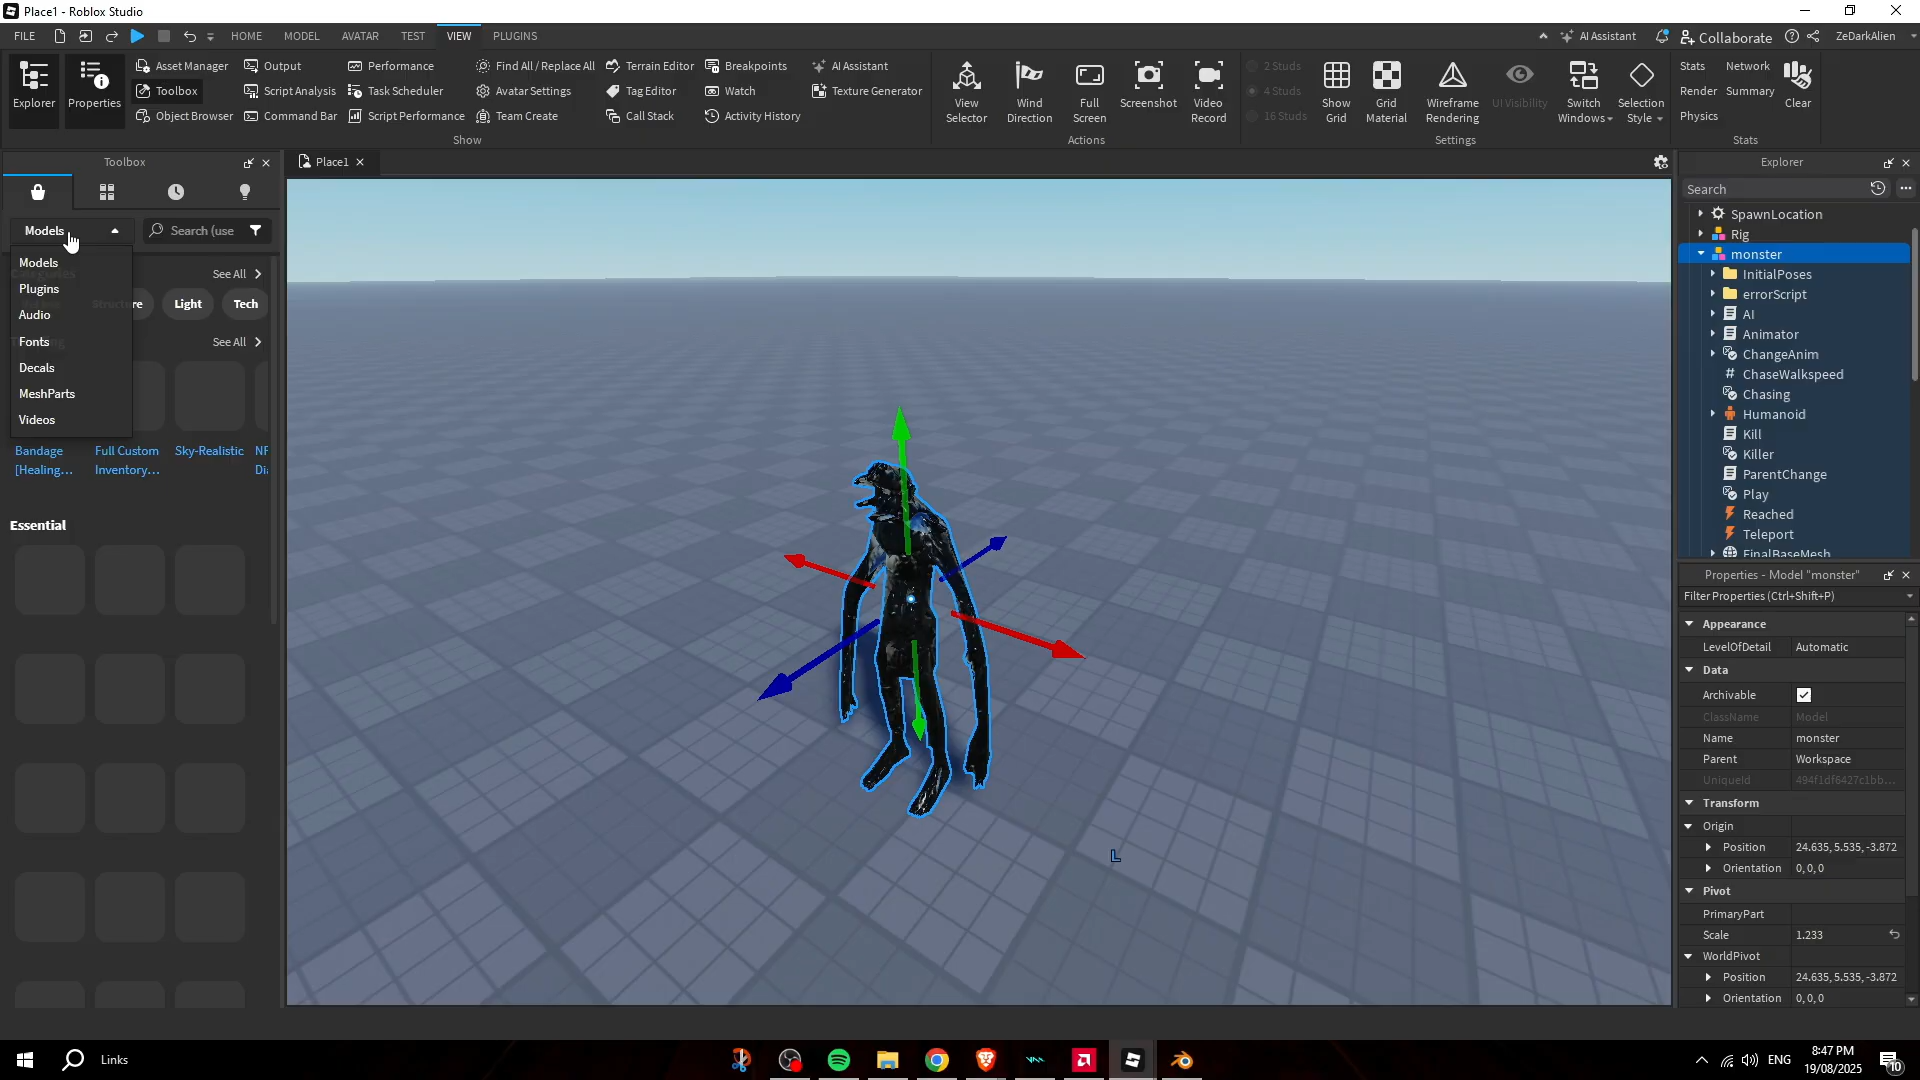 Place1 - Roblox Studio
FILE HOME MODEL AVATAR TEST VIEW PLUGINS AI Assistant Collaborate ZeDarkAlien
Explorer
Properties
Asset Manager Output Performance Find All / Replace All Terrain Editor Breakpoints AI Assistant
Toolbox Script Analysis Task Scheduler Avatar Settings Tag Editor Watch Texture Generator
Object Browser Command Bar Script Performance Team Create Call Stack Activity History
Show
View Selector
Wind Direction
Full Screen
Screenshot
Video Record
Actions
2 Studs
4 Studs
16 Studs
Show Grid
Grid Material
Wireframe Rendering
UI Visibility
Switch Windows
Selection Style
Settings
Stats Network
Render Summary
Physics
Clear
Stats
Toolbox
Models
Search (use
Models
Plugins
Audio
Fonts
Decals
MeshParts
Videos
See All
Light
Tech
See All
Bandage [Healing...
Full Custom Inventory...
Sky-Realistic
Essential
Place1
L
Explorer
Search
SpawnLocation
Rig
monster
InitialPoses
errorScript
AI
Animator
ChangeAnim
# ChaseWalkspeed
Chasing
Humanoid
Kill
Killer
ParentChange
Play
Reached
Teleport
FinalBaseMesh
Properties - Model "monster"
Filter Properties (Ctrl+Shift+P)
Appearance
LevelOfDetail Automatic
Data
Archivable
ClassName Model
Name monster
Parent Workspace
UniqueId 494f1df6427c1bb...
Transform
Origin
Position 24.635, 5.535, -3.872
Orientation 0, 0, 0
Pivot
PrimaryPart
Scale 1.233
WorldPivot
Position 24.635, 5.535, -3.872
Orientation 0, 0, 0
Links
ENG
8:47 PM
19/08/2025
10